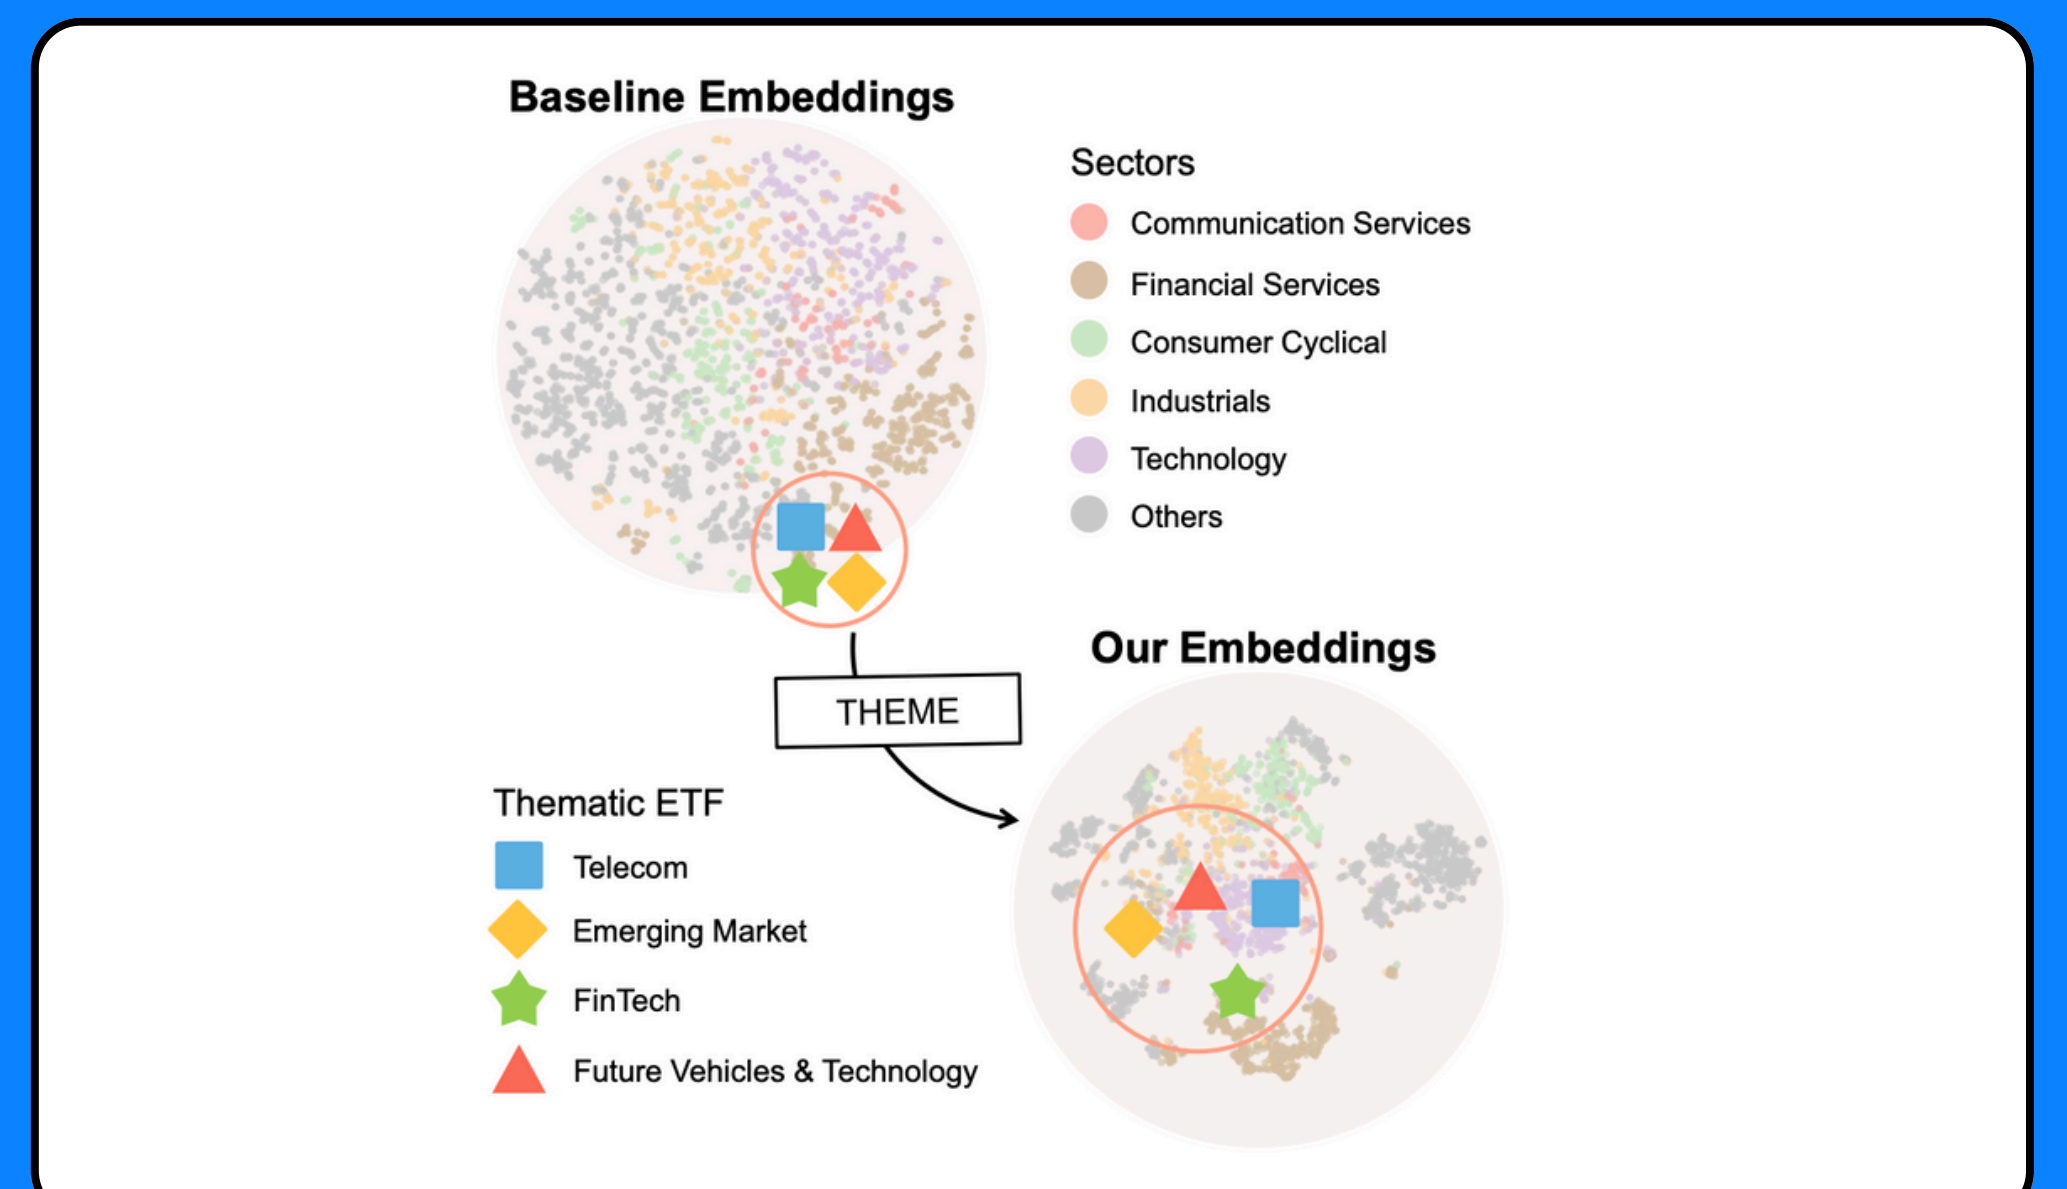 Baseline Embeddings
Sectors
Communication Services
Financial Services
Consumer Cyclical
Industrials
Technology
Others
THEME
Our Embeddings
Thematic ETF
Telecom
Emerging Market
FinTech
Future Vehicles & Technology